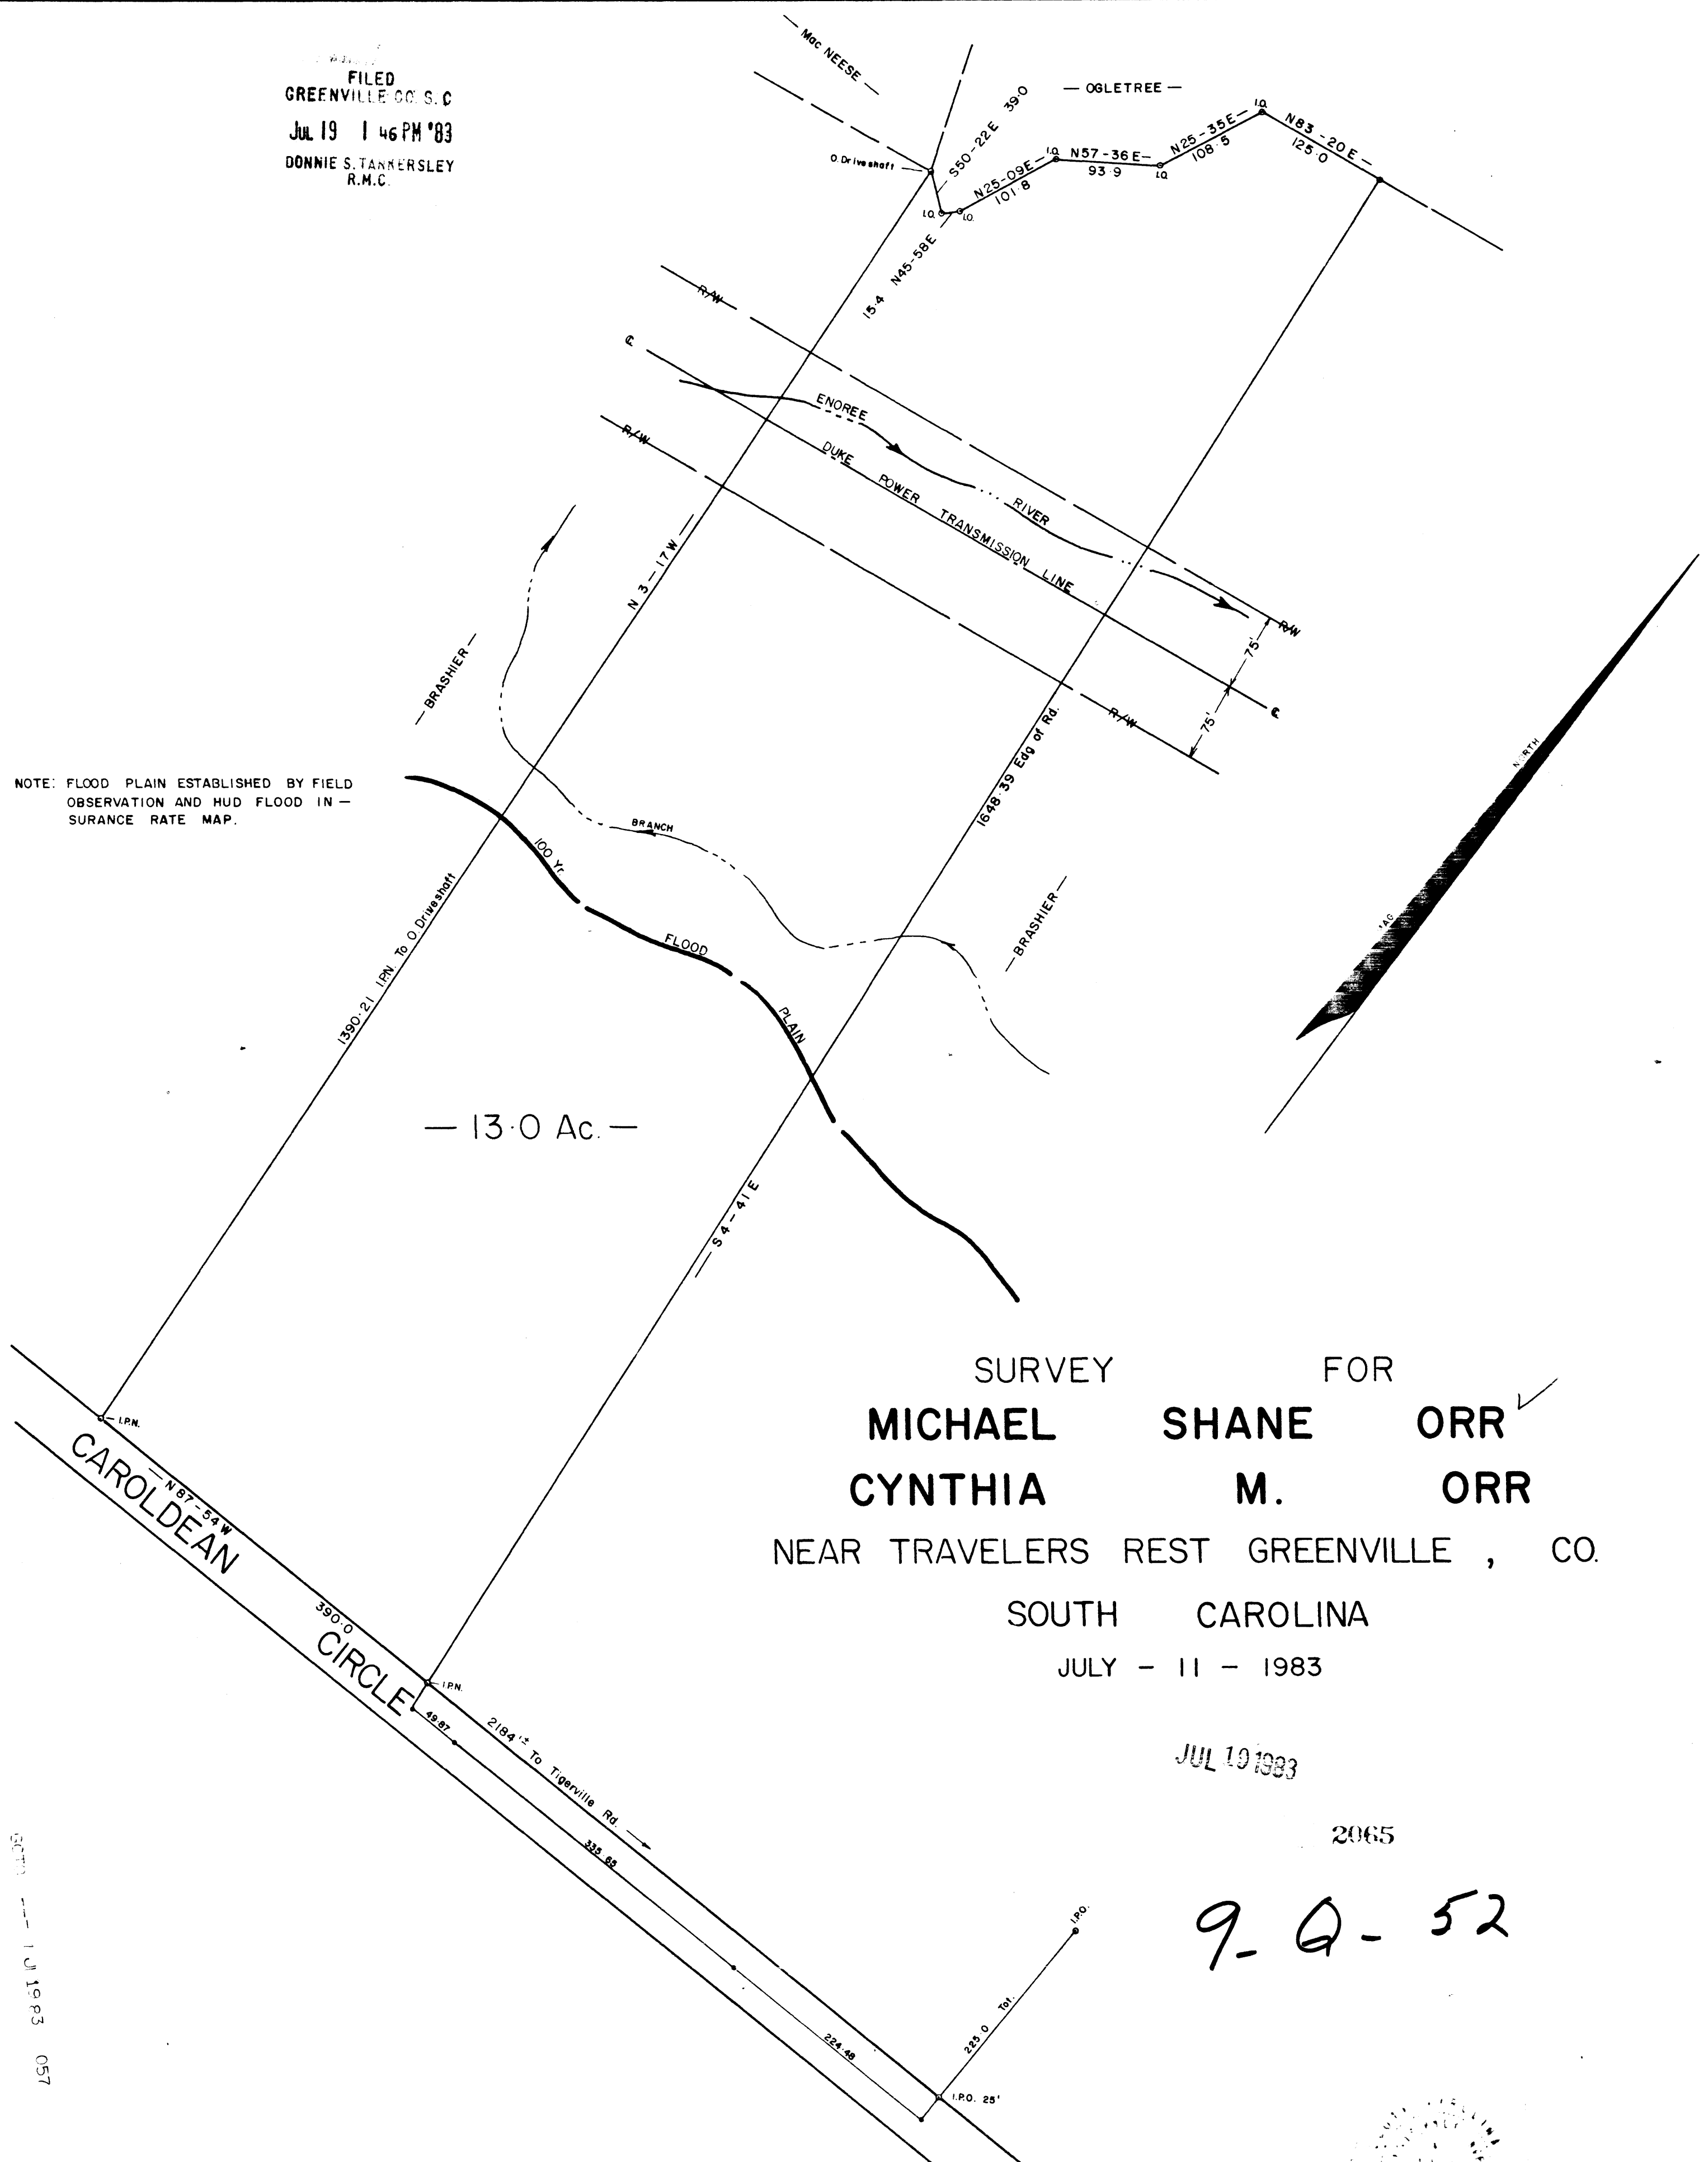 FILED
GREENVILLE CO. S. C
JUL 19 1 46 PM '83
DONNIE S. TANKERSLEY
R.M.C.
Mac NEESE
— OGLETREE —
O. Driveshaft
S50-22E 39.0
I.O.
I.O.
15.4 N45-58E
N25-09E
101.8
I.O.
N57-36E
93.9
I.O.
N25-35E
108.5
I.O.
N83-20E
125.0
R/W
℄
R/W
ENOREE
RIVER
DUKE POWER TRANSMISSION LINE
R/W
75'
75'
℄
R/W
N 3-17W
— BRASHIER —
1648.39 Edg of Rd.
NORTH
NOTE: FLOOD PLAIN ESTABLISHED BY FIELD
OBSERVATION AND HUD FLOOD IN—
SURANCE RATE MAP.
BRANCH
100 Yr.
FLOOD
PLAIN
— BRASHIER —
1390.21 I.P.N. To O. Driveshaft
— 13.0 Ac. —
S 4-41E
I.P.N.
N 87-54W
390.0
CAROLDEAN CIRCLE
I.P.N.
49.87
2184'± To Tigerville Rd.
335.65
224.48
225.0 Tot.
I.P.O.
I.P.O. 25'
SURVEY FOR
MICHAEL SHANE ORR
CYNTHIA M. ORR
NEAR TRAVELERS REST GREENVILLE , CO.
SOUTH CAROLINA
JULY - 11 - 1983
JUL 19 1983
2065
9-Q-52
1983 057